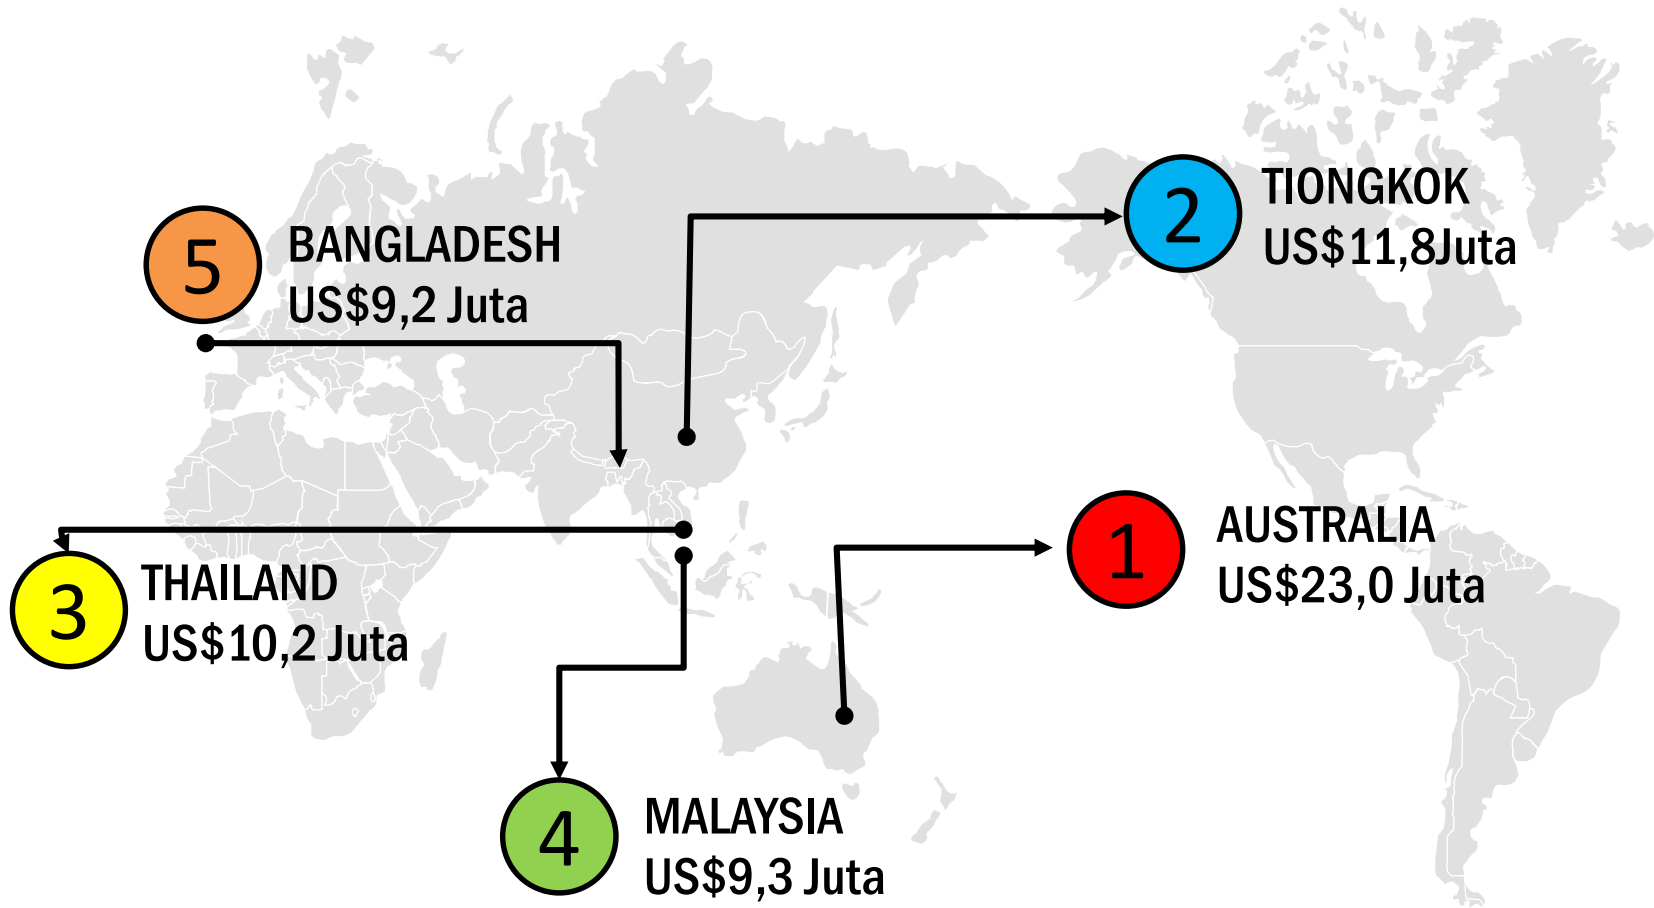 2
TIONGKOK
US$11,8Juta
5
BANGLADESH
US$9,2 Juta
1
AUSTRALIA
US$23,0 Juta
3
THAILAND
US$10,2 Juta
4
MALAYSIA
US$9,3 Juta